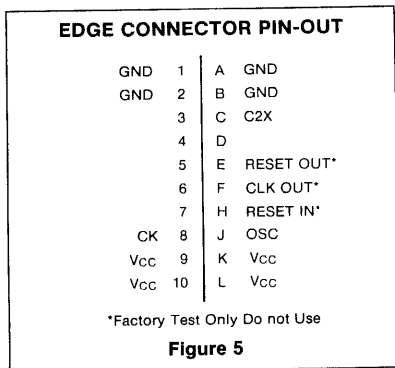 EDGE CONNECTOR PIN-OUT
GND 1 A GND
GND 2 B GND
3 C C2X
4 D
5 E RESET OUT*
6 F CLK OUT*
7 H RESET IN*
CK 8 J OSC
Vcc 9 K Vcc
Vcc 10 L Vcc
*Factory Test Only Do not Use
Figure 5